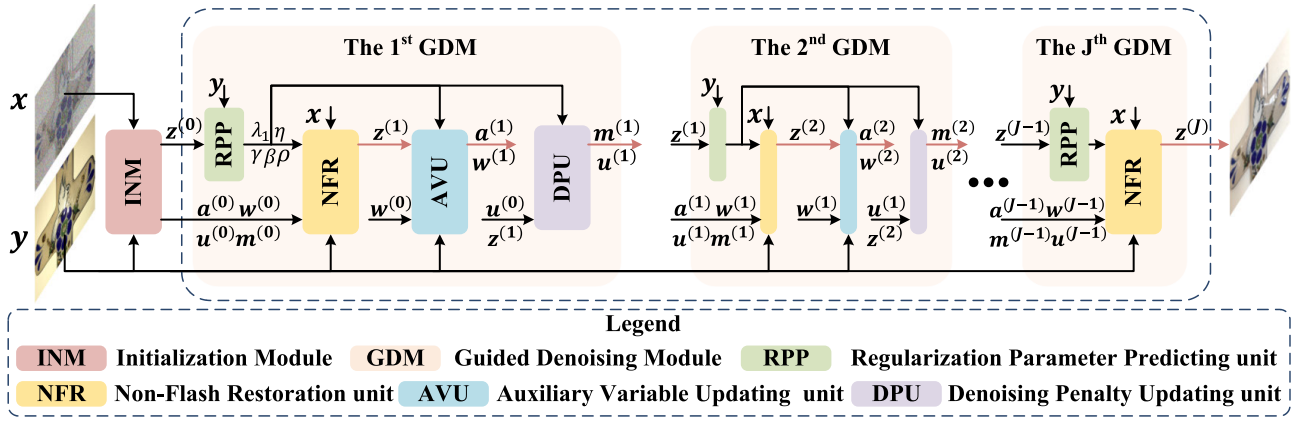 The 1st GDM
The 2nd GDM
The Jth GDM
x
y
INM
z^(0)
a^(0) w^(0)
u^(0) m^(0)
y
RPP
λ₁ η
γ β ρ
x
NFR
z^(1)
w^(0)
AVU
a^(1)
w^(1)
u^(0)
z^(1)
DPU
m^(1)
u^(1)
z^(1)
a^(1) w^(1)
u^(1) m^(1)
y
x
z^(2)
w^(1)
a^(2)
w^(2)
u^(1)
z^(2)
m^(2)
u^(2)
•••
z^(J−1)
a^(J−1) w^(J−1)
m^(J−1) u^(J−1)
y
RPP
x
NFR
z^(J)
Legend
INM Initialization Module GDM Guided Denoising Module RPP Regularization Parameter Predicting unit
NFR Non-Flash Restoration unit AVU Auxiliary Variable Updating unit DPU Denoising Penalty Updating unit